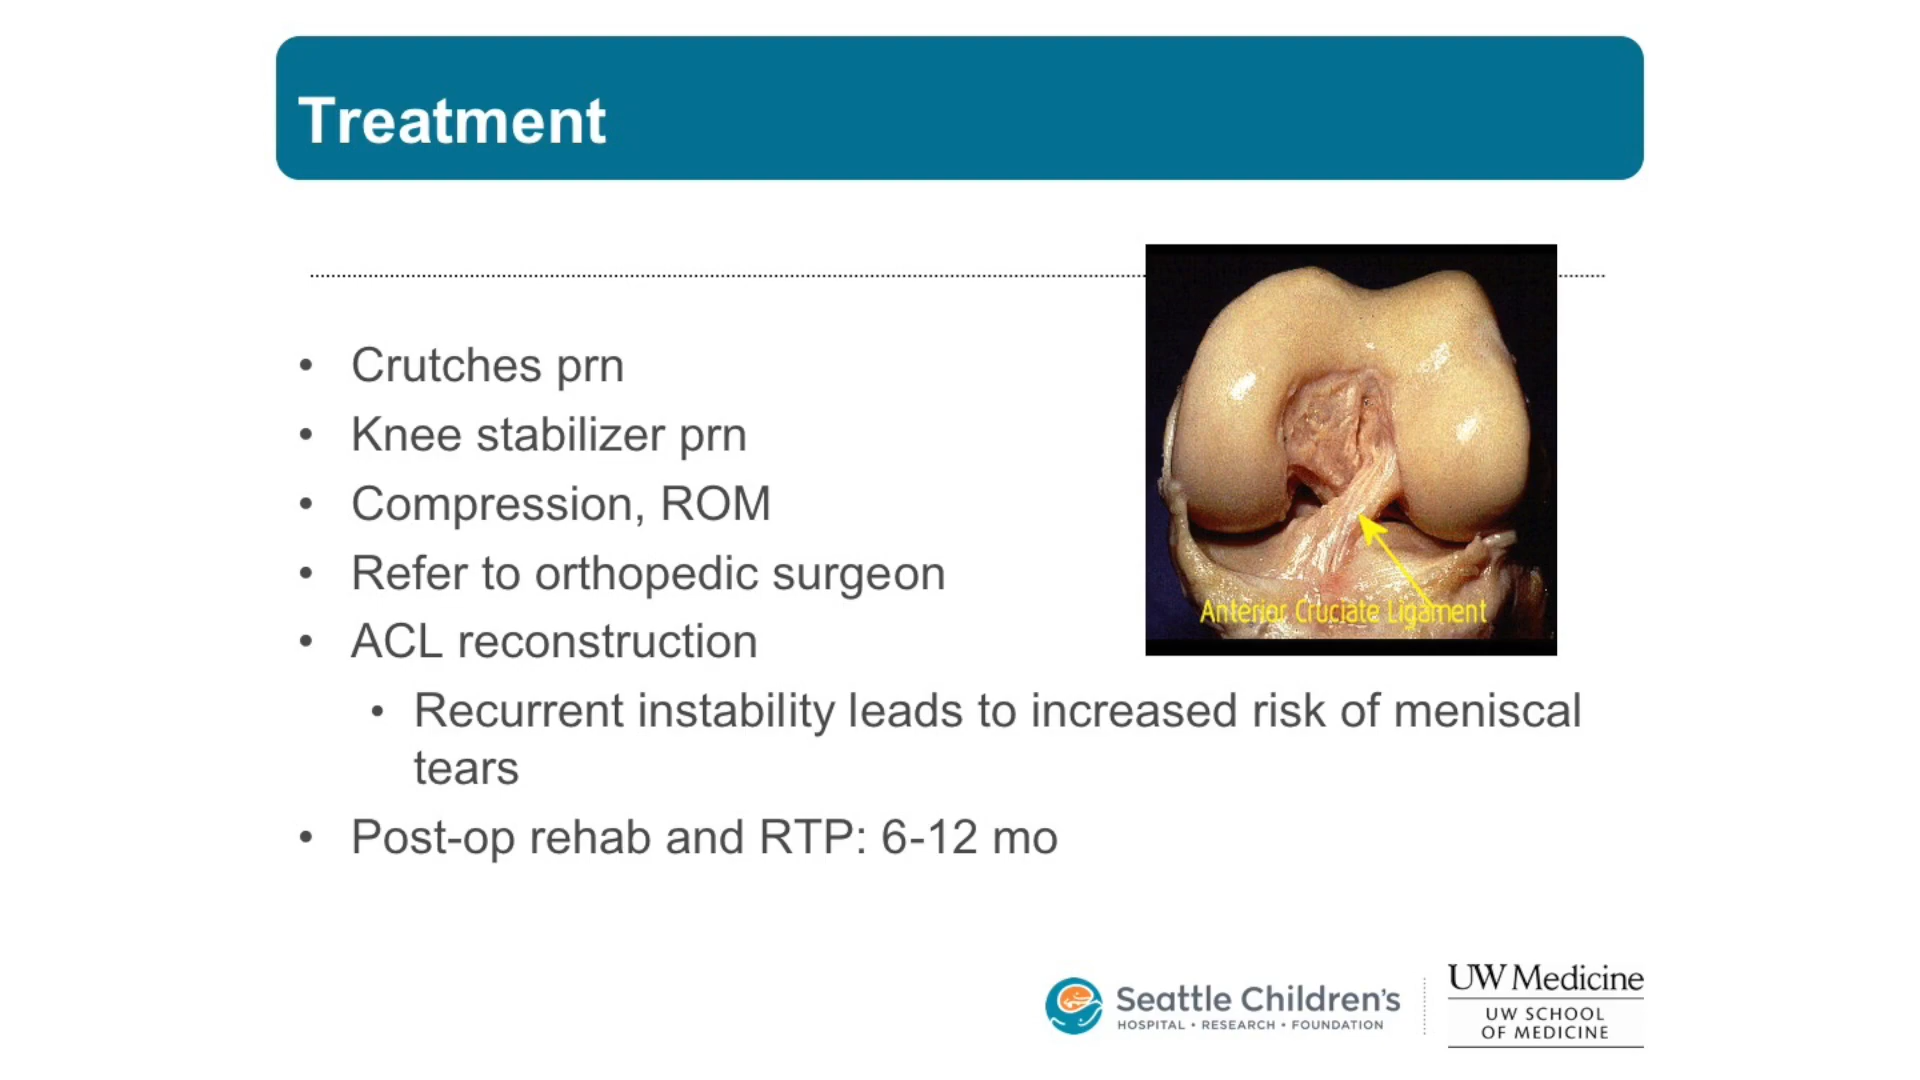 Treatment
• Crutches prn
• Knee stabilizer prn
• Compression, ROM
• Refer to orthopedic surgeon
• ACL reconstruction
• Recurrent instability leads to increased risk of meniscal
tears
• Post-op rehab and RTP: 6-12 mo
Anterior Cruciate Ligament
Seattle Children's
HOSPITAL • RESEARCH • FOUNDATION
UW Medicine
UW SCHOOL
OF MEDICINE